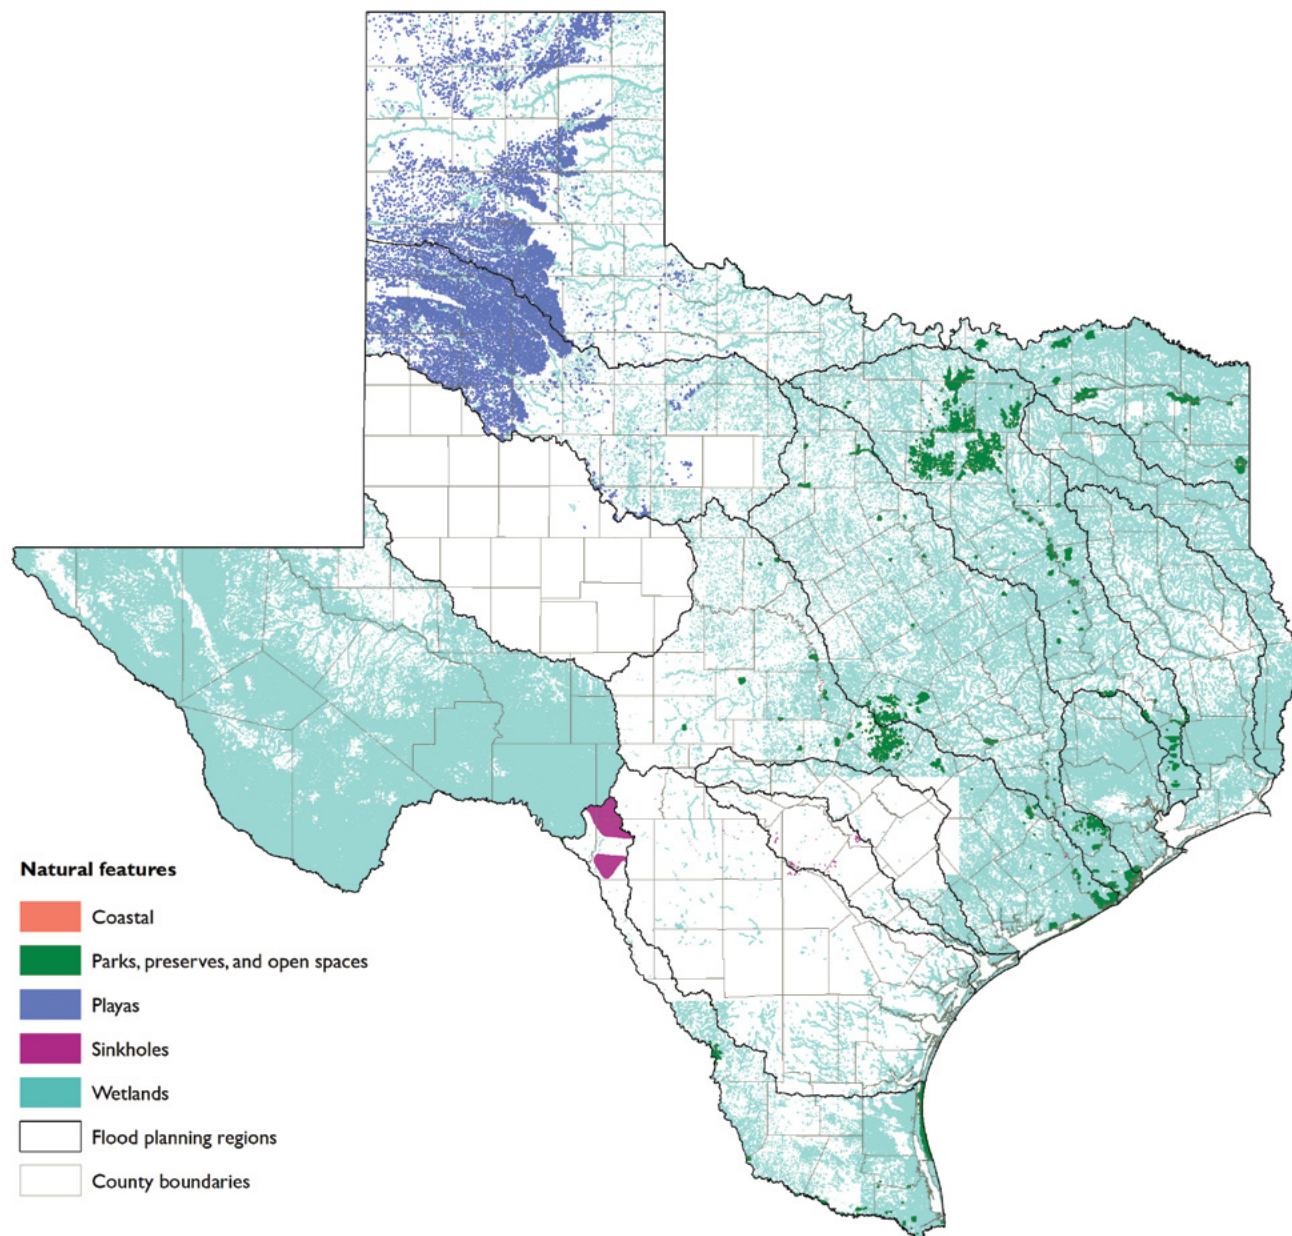 Natural features
Coastal
Parks, preserves, and open spaces
Playas
Sinkholes
Wetlands
Flood planning regions
County boundaries